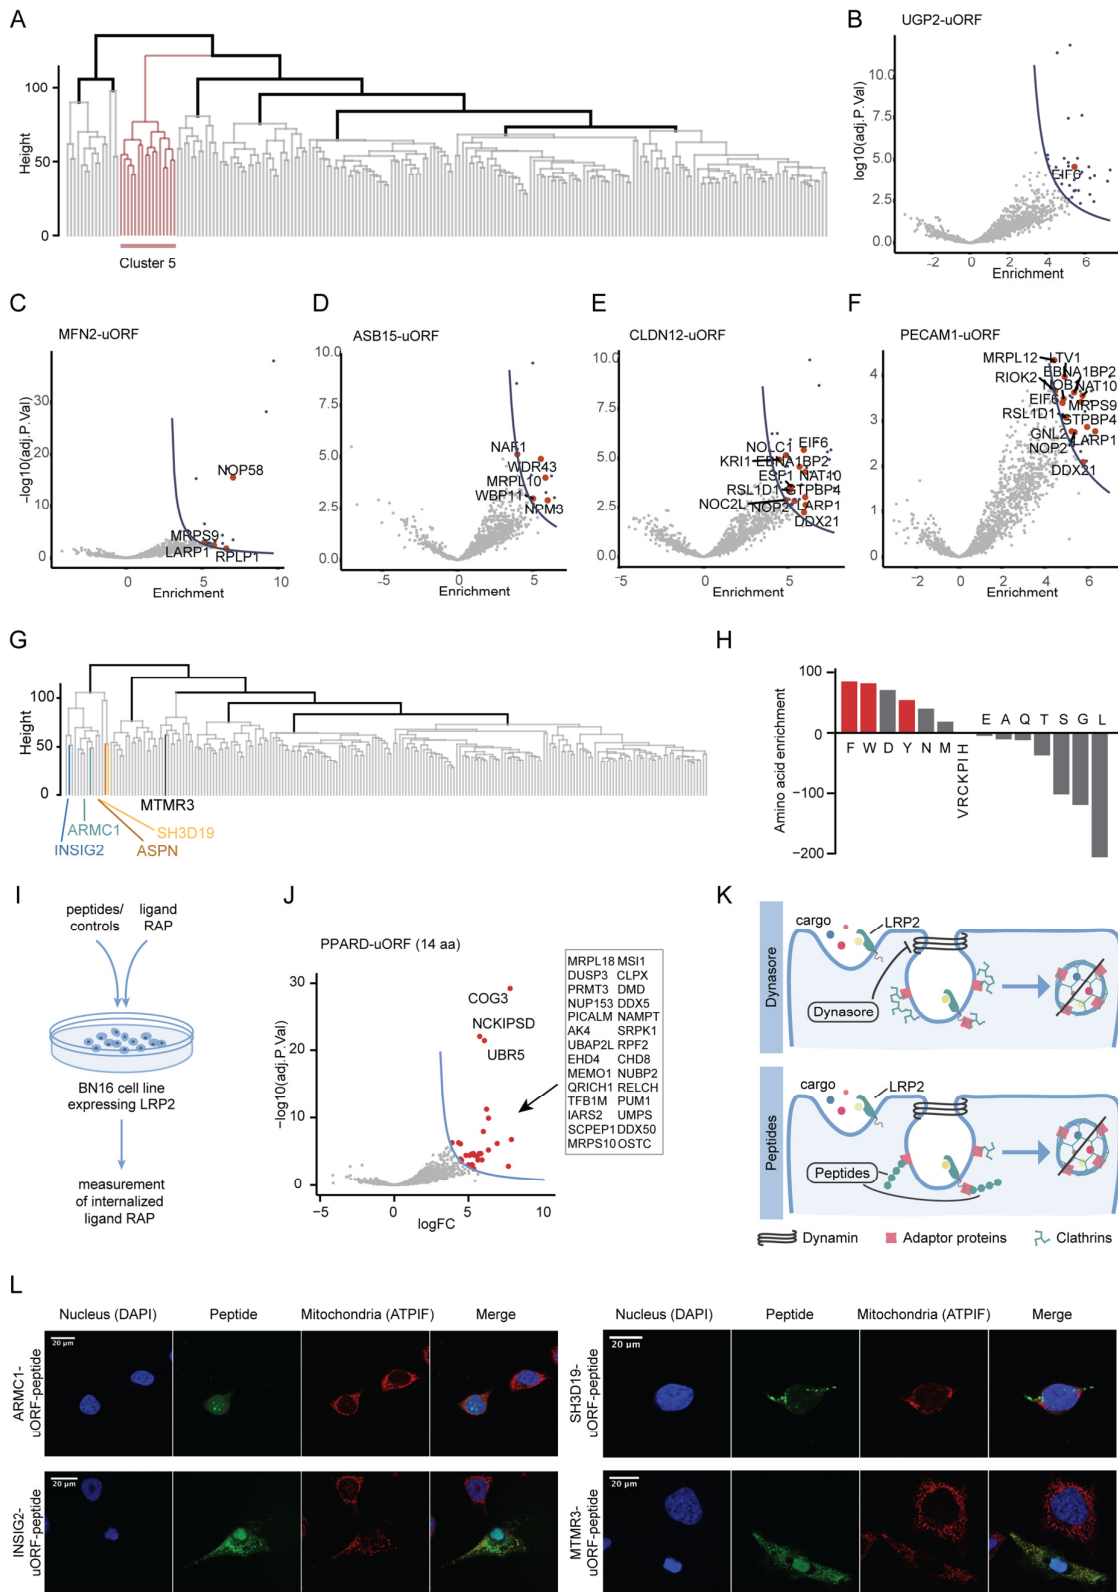 A
Height
100
50
0
Cluster 5
B
UGP2-uORF
log10(adj.P.Val)
10.0
7.5
5.0
2.5
0.0
EIF6
−2 0 2 4 6
Enrichment
C
MFN2-uORF
−log10(adj.P.Val)
30
20
10
0
NOP58
MRPS9
LARP1
RPLP1
0 5 10
Enrichment
D
ASB15-uORF
10.0
7.5
5.0
2.5
0.0
NAF1
WDR43
MRPL10
WBP11
NPM3
−5 0 5
Enrichment
E
CLDN12-uORF
10.0
7.5
5.0
2.5
0.0
NOLC1 EIF6
KRI1 EBNA1BP2
ESF1 NAT10
RSL1D1 GTPBP4
NOC2L NOP2 LARP1
DDX21
−5 0 5
Enrichment
F
PECAM1-uORF
4
3
2
1
0
MRPL12 LTV1
EBNA1BP2
RIOK2 NOB1 NAT10
EIF6 MRPS9
RSL1D1 GTPBP4
GNL2 LARP1
NOP2
DDX21
−2 0 2 4 6
Enrichment
G
Height
100
50
0
MTMR3
ARMC1 SH3D19
INSIG2 ASPN
H
Amino acid enrichment
100
0
−100
−200
F W D Y N M
V R C K P I H
E A Q T S G L
I
peptides/ controls
ligand RAP
BN16 cell line
expressing LRP2
measurement
of internalized
ligand RAP
J
PPARD-uORF (14 aa)
−log10(adj.P.Val)
30
20
10
0
COG3
NCKIPSD
UBR5
−5 0 5 10
logFC
MRPL18 MSI1
DUSP3 CLPX
PRMT3 DMD
NUP153 DDX5
PICALM NAMPT
AK4 SRPK1
UBAP2L RPF2
EHD4 CHD8
MEMO1 NUBP2
QRICH1 RELCH
TFB1M PUM1
IARS2 UMPS
SCPEP1 DDX50
MRPS10 OSTC
K
Dynasore
cargo LRP2
Dynasore
Peptides
cargo LRP2
Peptides
Dynamin Adaptor proteins Clathrins
L
Nucleus (DAPI) Peptide Mitochondria (ATPIF) Merge
ARMC1-
uORF-peptide
20 µm
INSIG2-
uORF-peptide
20 µm
Nucleus (DAPI) Peptide Mitochondria (ATPIF) Merge
SH3D19-
uORF-peptide
20 µm
MTMR3-
uORF-peptide
20 µm